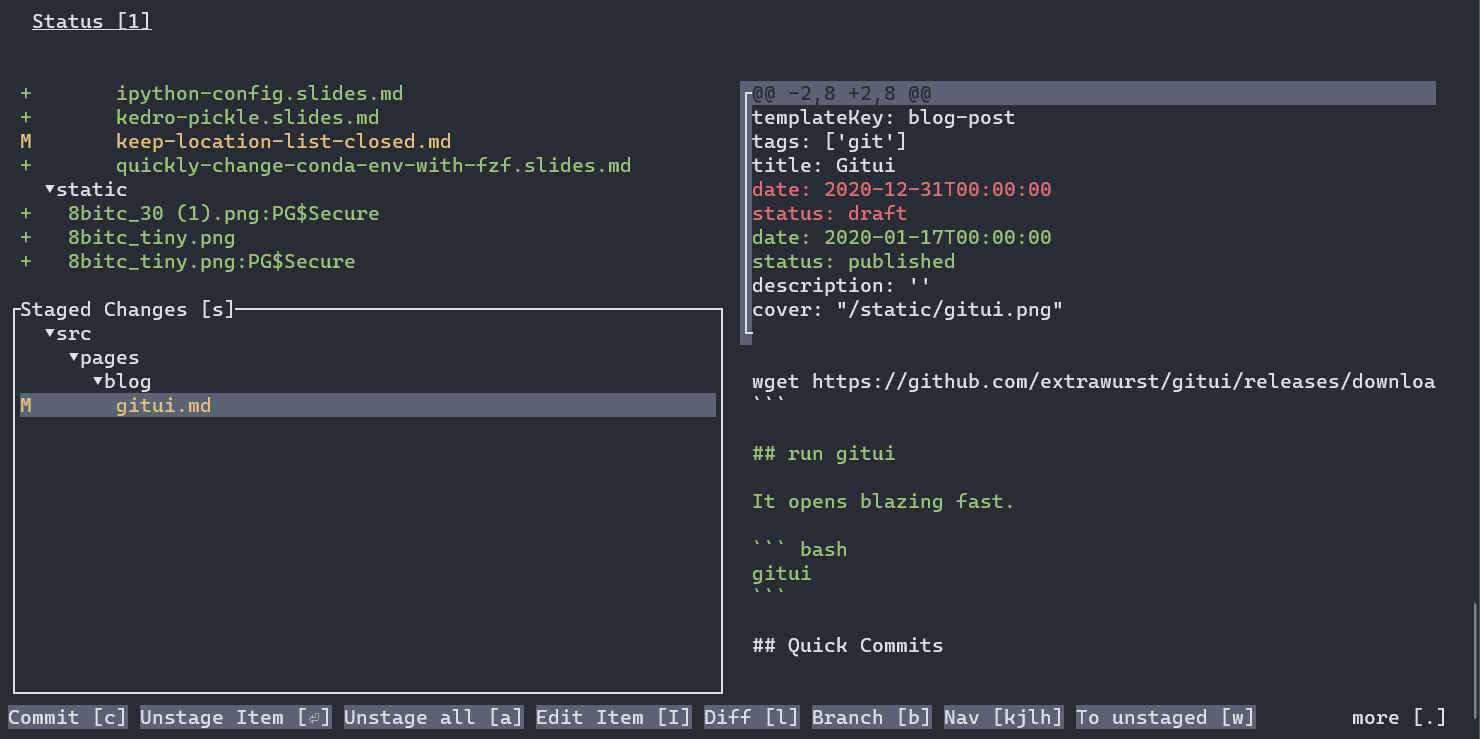 Status [1]
+ ipython-config.slides.md
+ kedro-pickle.slides.md
M keep-location-list-closed.md
+ quickly-change-conda-env-with-fzf.slides.md
▾static
+ 8bitc_30 (1).png:PG$Secure
+ 8bitc_tiny.png
+ 8bitc_tiny.png:PG$Secure
Staged Changes [s]
▾src
▾pages
▾blog
M gitui.md
@@ -2,8 +2,8 @@
templateKey: blog-post
tags: ['git']
title: Gitui
date: 2020-12-31T00:00:00
status: draft
date: 2020-01-17T00:00:00
status: published
description: ''
cover: "/static/gitui.png"
wget https://github.com/extrawurst/gitui/releases/downloa
```
## run gitui
It opens blazing fast.
``` bash
gitui
```
## Quick Commits
Commit [c] Unstage Item [⏎] Unstage all [a] Edit Item [I] Diff [l] Branch [b] Nav [kjlh] To unstaged [w] more [.]